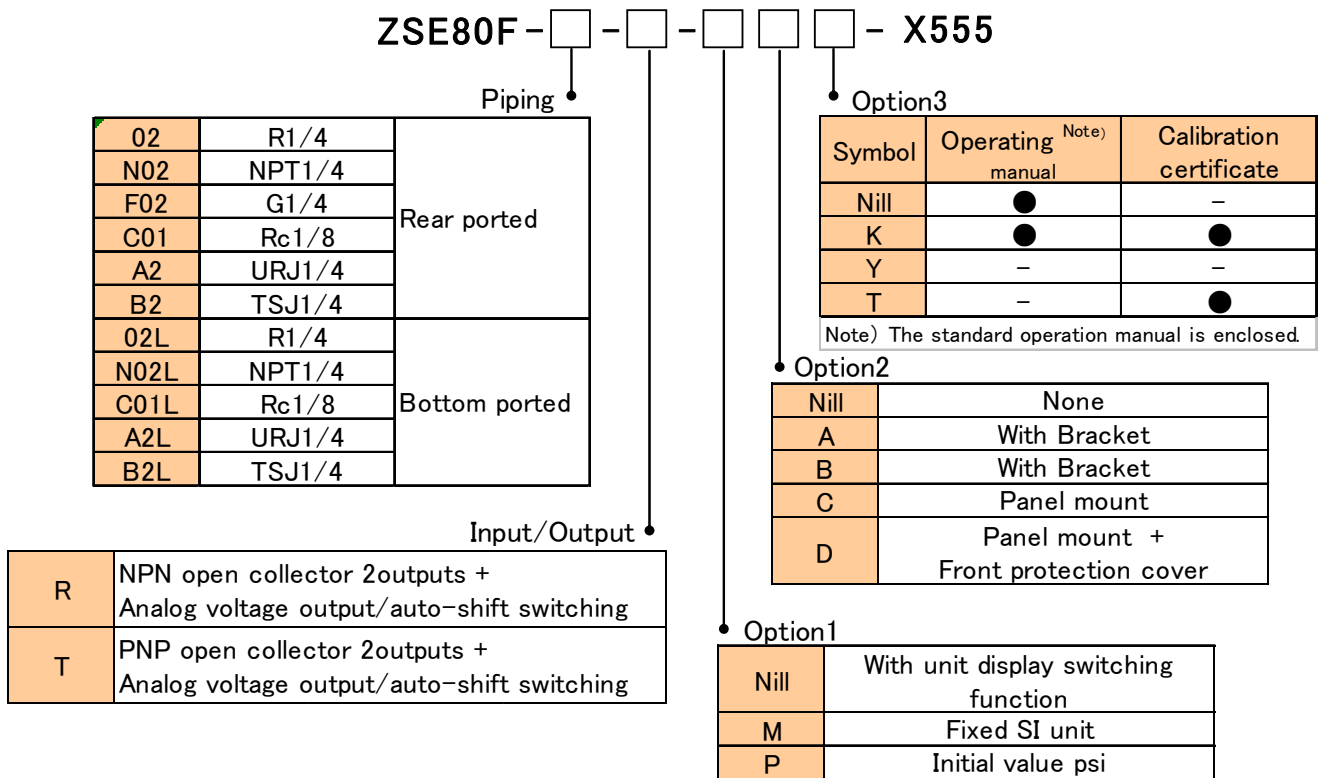 ZSE80F-□-□-□□□-X555
Piping
02 R1/4 Rear ported
N02 NPT1/4
F02 G1/4
C01 Rc1/8
A2 URJ1/4
B2 TSJ1/4
02L R1/4 Bottom ported
N02L NPT1/4
C01L Rc1/8
A2L URJ1/4
B2L TSJ1/4
Input/Output
R NPN open collector 2outputs +
Analog voltage output/auto-shift switching
T PNP open collector 2outputs +
Analog voltage output/auto-shift switching
Option3
Symbol Operating Note) Calibration
manual certificate
Nill ● -
K ● ●
Y - -
T - ●
Note) The standard operation manual is enclosed.
Option2
Nill None
A With Bracket
B With Bracket
C Panel mount
D Panel mount +
Front protection cover
Option1
Nill With unit display switching
function
M Fixed SI unit
P Initial value psi